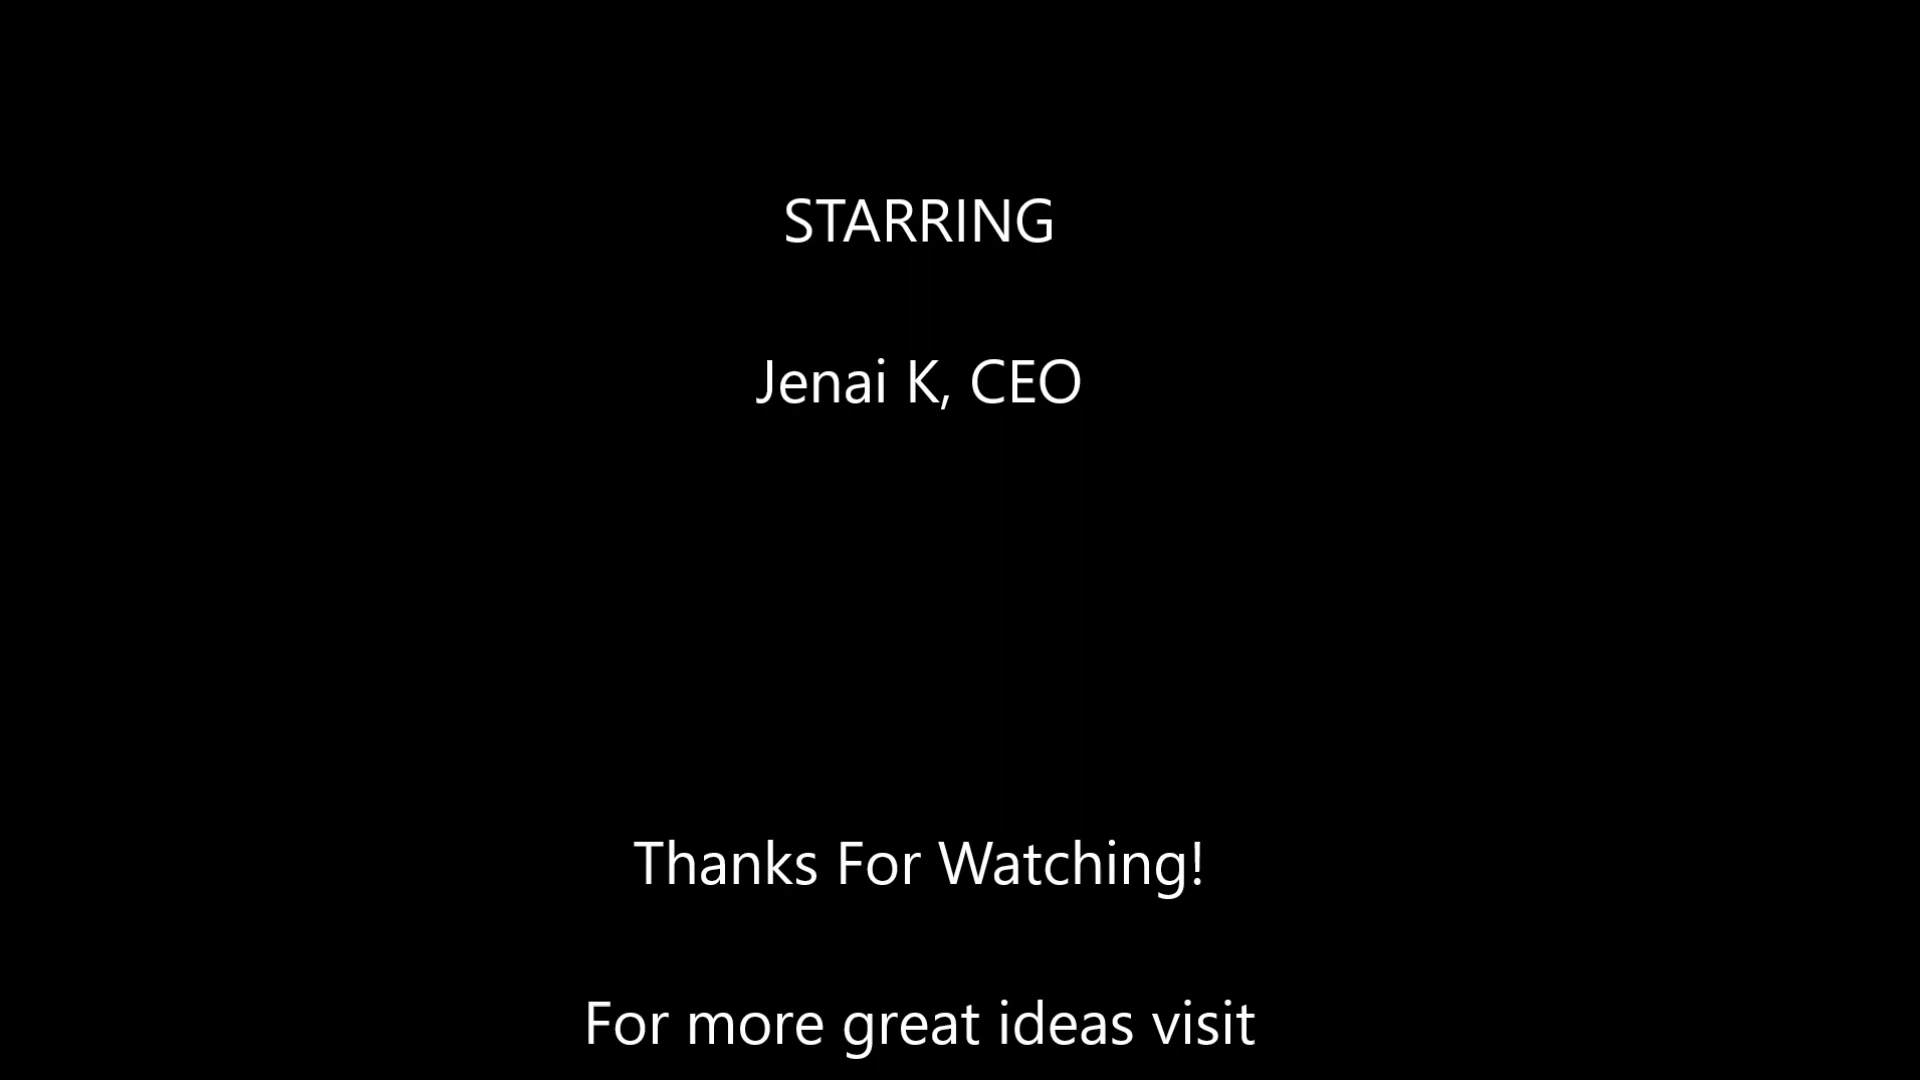 STARRING
Jenai K, CEO
Thanks For Watching!
For more great ideas visit